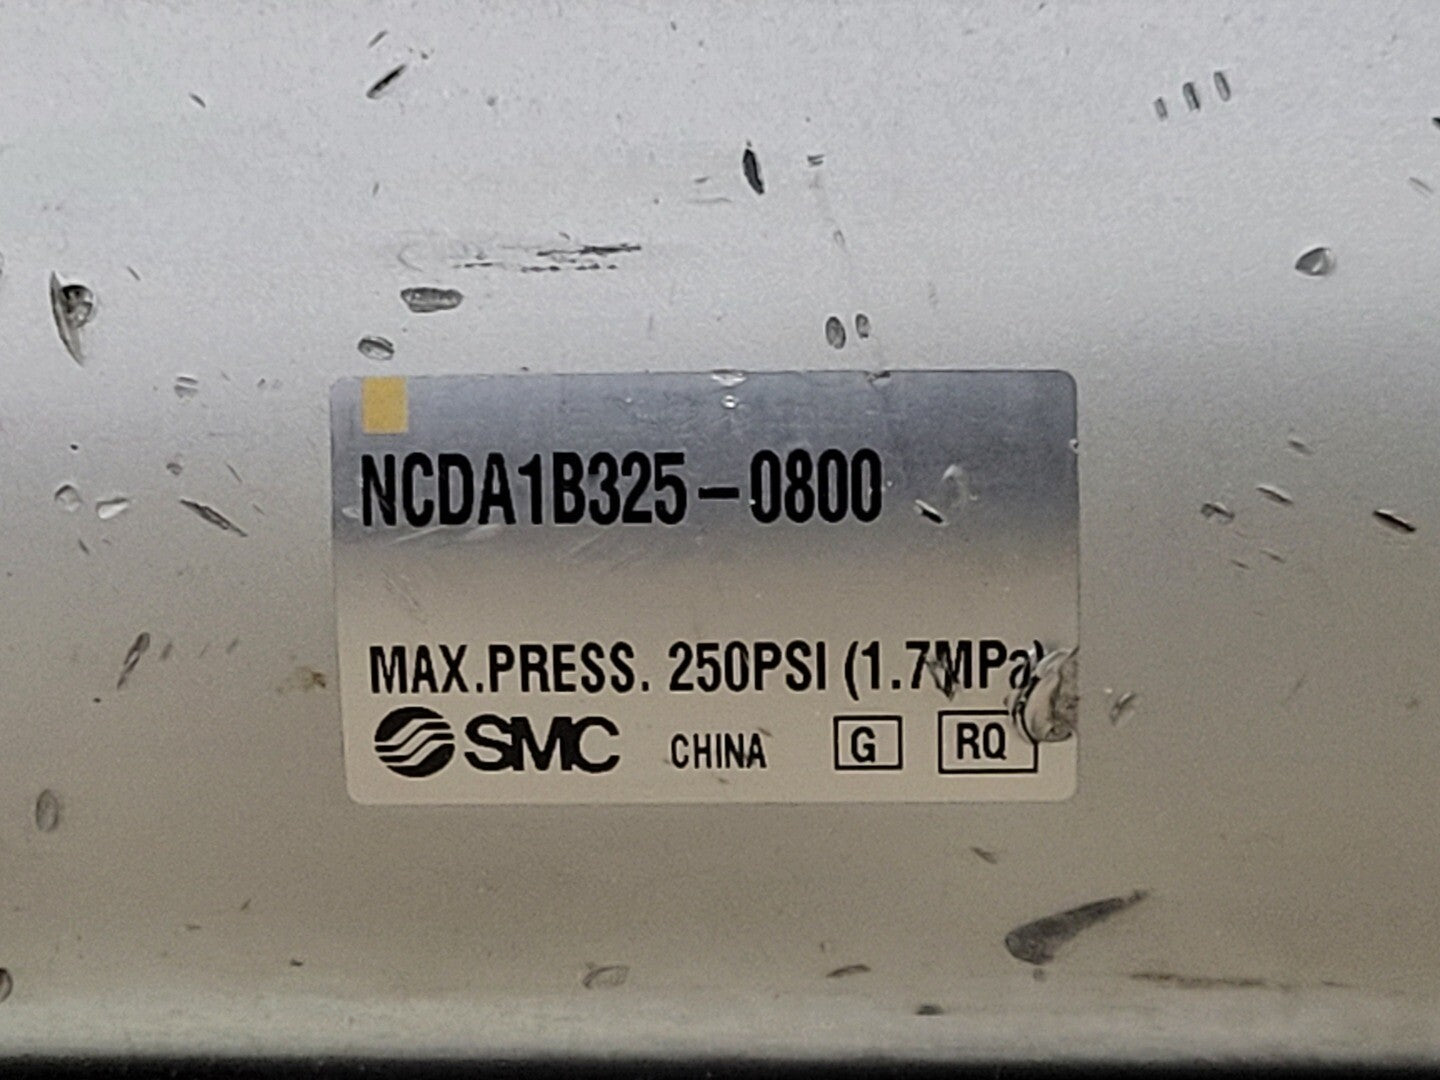 NCDA1B325-0800
MAX.PRESS. 250PSI (1.7MPa)
SMC CHINA G RQ